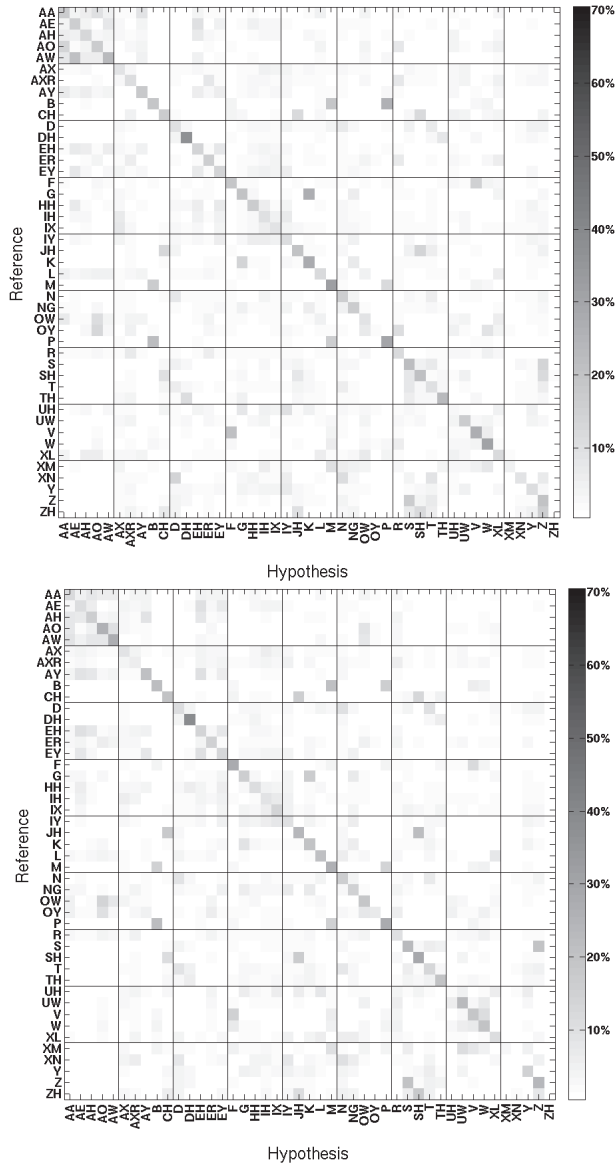 AA
AE
AH
AO
AW
AX
AXR
AY
B
CH
D
DH
EH
ER
EY
F
G
HH
IH
IX
IY
JH
K
L
M
N
NG
OW
OY
P
R
S
SH
T
TH
UH
UW
V
W
XL
XM
XN
Y
Z
ZH
Reference
AA AE AH AO AW AX AXR AY B CH D DH EH ER EY F G HH IH IX IY JH K L M N NG OW OY P R S SH T TH UH UW V W XL XM XN Y Z ZH
Hypothesis
70%
60%
50%
40%
30%
20%
10%
AA
AE
AH
AO
AW
AX
AXR
AY
B
CH
D
DH
EH
ER
EY
F
G
HH
IH
IX
IY
JH
K
L
M
N
NG
OW
OY
P
R
S
SH
T
TH
UH
UW
V
W
XL
XM
XN
Y
Z
ZH
Reference
AA AE AH AO AW AX AXR AY B CH D DH EH ER EY F G HH IH IX IY JH K L M N NG OW OY P R S SH T TH UH UW V W XL XM XN Y Z ZH
Hypothesis
70%
60%
50%
40%
30%
20%
10%